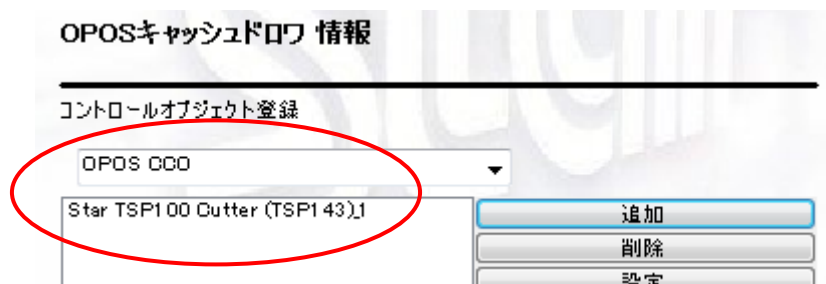 OPOSキャッシュドロワ 情報
コントロールオブジェクト登録
OPOS CCO
Star TSP100 Cutter (TSP143)_1
追加
削除
設定